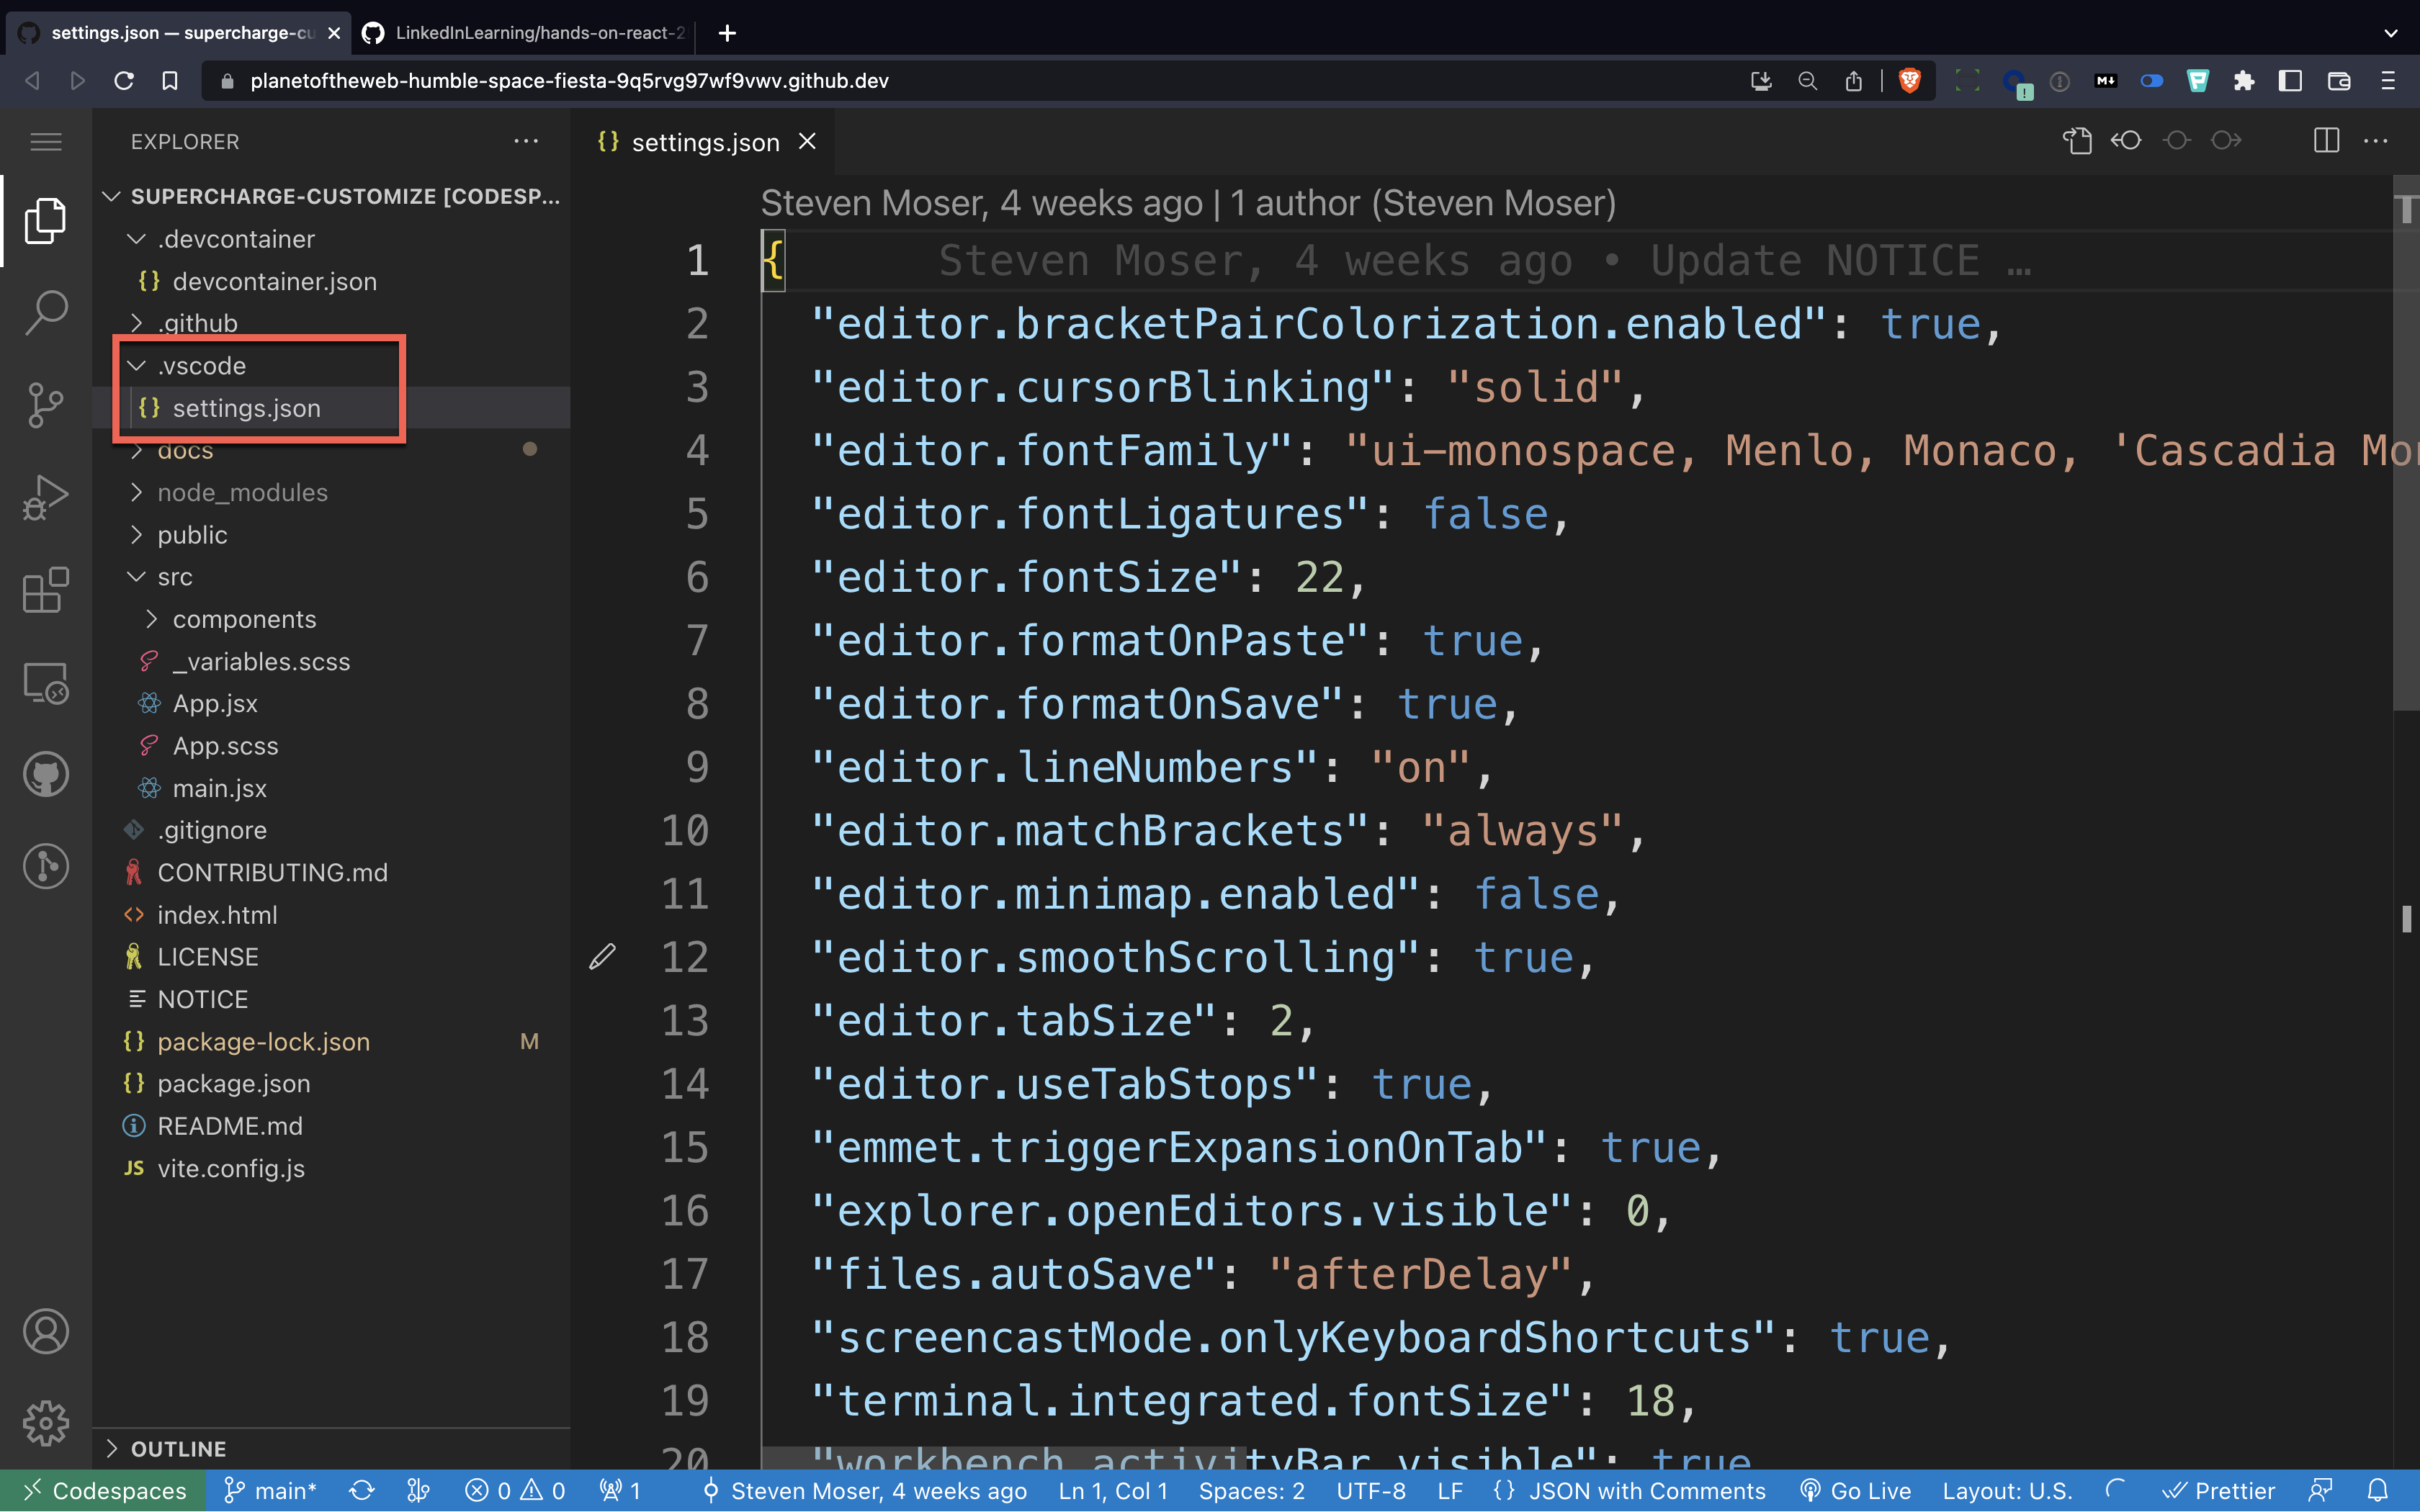 settings.json — supercharge-cu
LinkedInLearning/hands-on-react-2
planetoftheweb-humble-space-fiesta-9q5rvg97wf9vwv.github.dev
EXPLORER
settings.json
SUPERCHARGE-CUSTOMIZE [CODESP...
.devcontainer
devcontainer.json
.github
.vscode
settings.json
docs
node_modules
public
src
components
_variables.scss
App.jsx
App.scss
main.jsx
.gitignore
CONTRIBUTING.md
index.html
LICENSE
NOTICE
package-lock.json M
package.json
README.md
JS vite.config.js
OUTLINE
Steven Moser, 4 weeks ago | 1 author (Steven Moser)
1 { Steven Moser, 4 weeks ago • Update NOTICE …
2 "editor.bracketPairColorization.enabled": true,
3 "editor.cursorBlinking": "solid",
4 "editor.fontFamily": "ui-monospace, Menlo, Monaco, 'Cascadia Mo
5 "editor.fontLigatures": false,
6 "editor.fontSize": 22,
7 "editor.formatOnPaste": true,
8 "editor.formatOnSave": true,
9 "editor.lineNumbers": "on",
10 "editor.matchBrackets": "always",
11 "editor.minimap.enabled": false,
12 "editor.smoothScrolling": true,
13 "editor.tabSize": 2,
14 "editor.useTabStops": true,
15 "emmet.triggerExpansionOnTab": true,
16 "explorer.openEditors.visible": 0,
17 "files.autoSave": "afterDelay",
18 "screencastMode.onlyKeyboardShortcuts": true,
19 "terminal.integrated.fontSize": 18,
20 "workbench.activityBar.visible": true
Codespaces main* 0 0 1 Steven Moser, 4 weeks ago Ln 1, Col 1 Spaces: 2 UTF-8 LF {} JSON with Comments Go Live Layout: U.S. Prettier